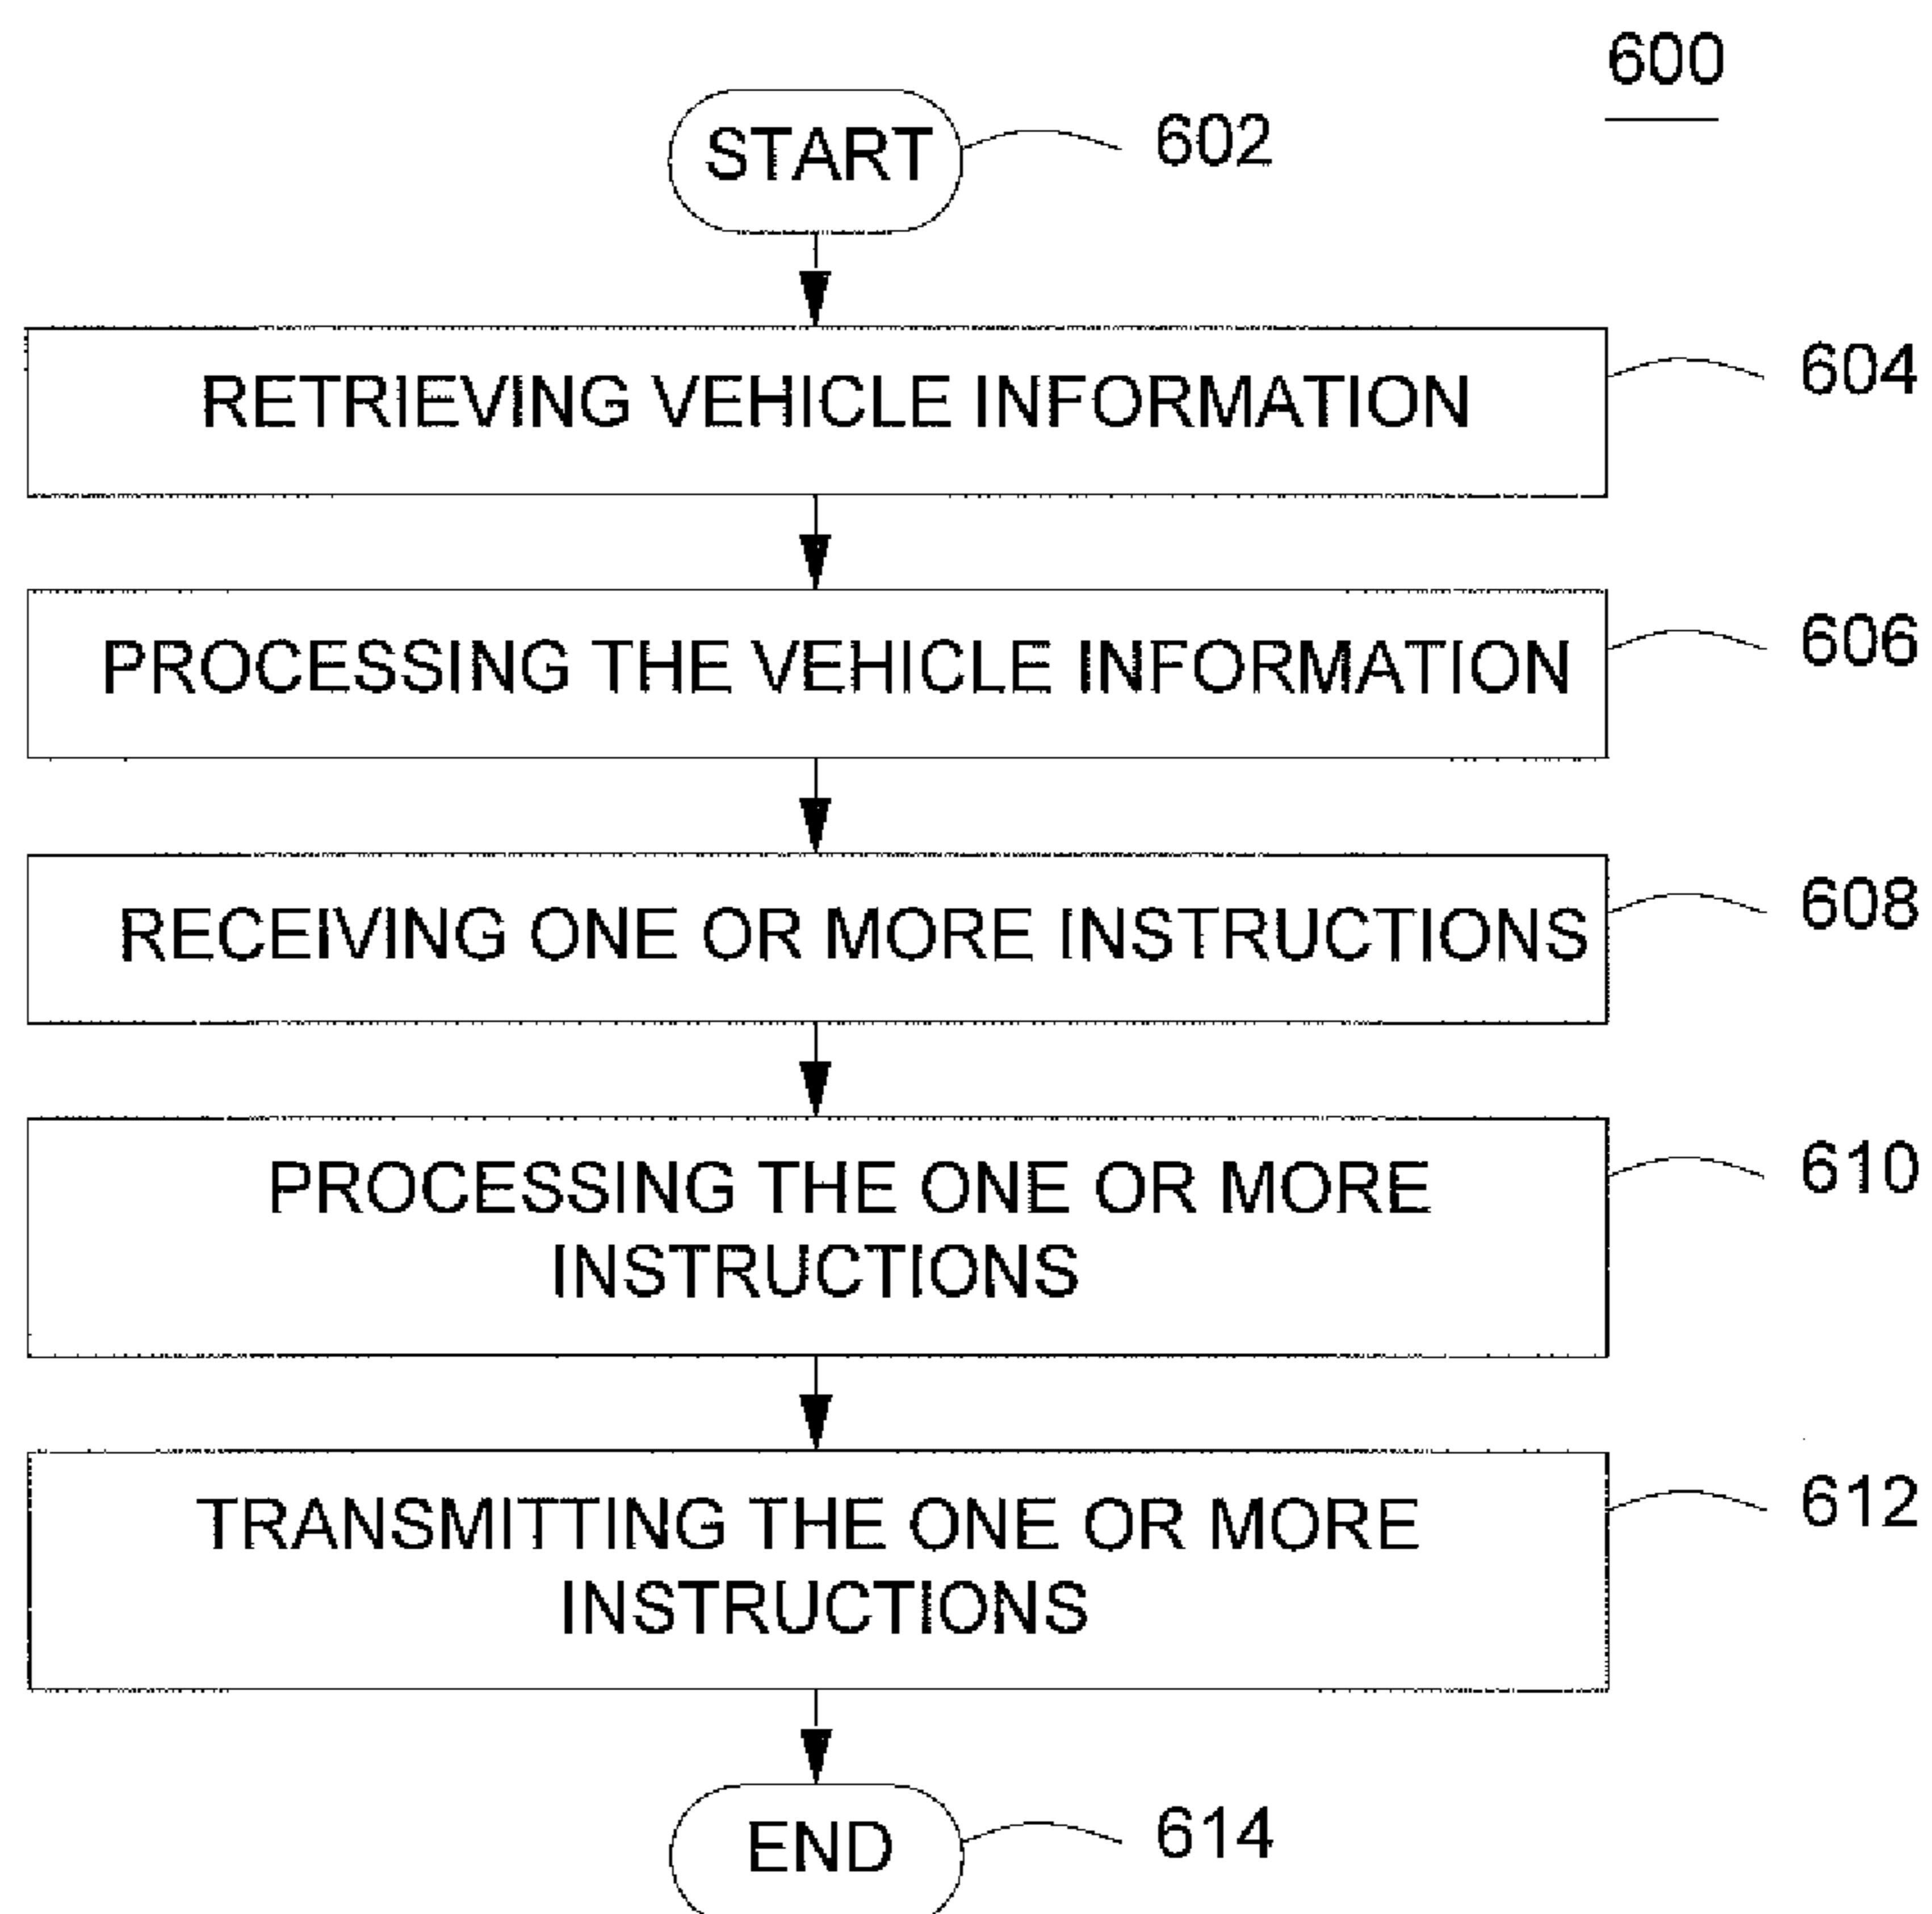 600
START
602
RETRIEVING VEHICLE INFORMATION
604
PROCESSING THE VEHICLE INFORMATION
606
RECEIVING ONE OR MORE INSTRUCTIONS
608
PROCESSING THE ONE OR MORE
INSTRUCTIONS
610
TRANSMITTING THE ONE OR MORE
INSTRUCTIONS
612
END
614